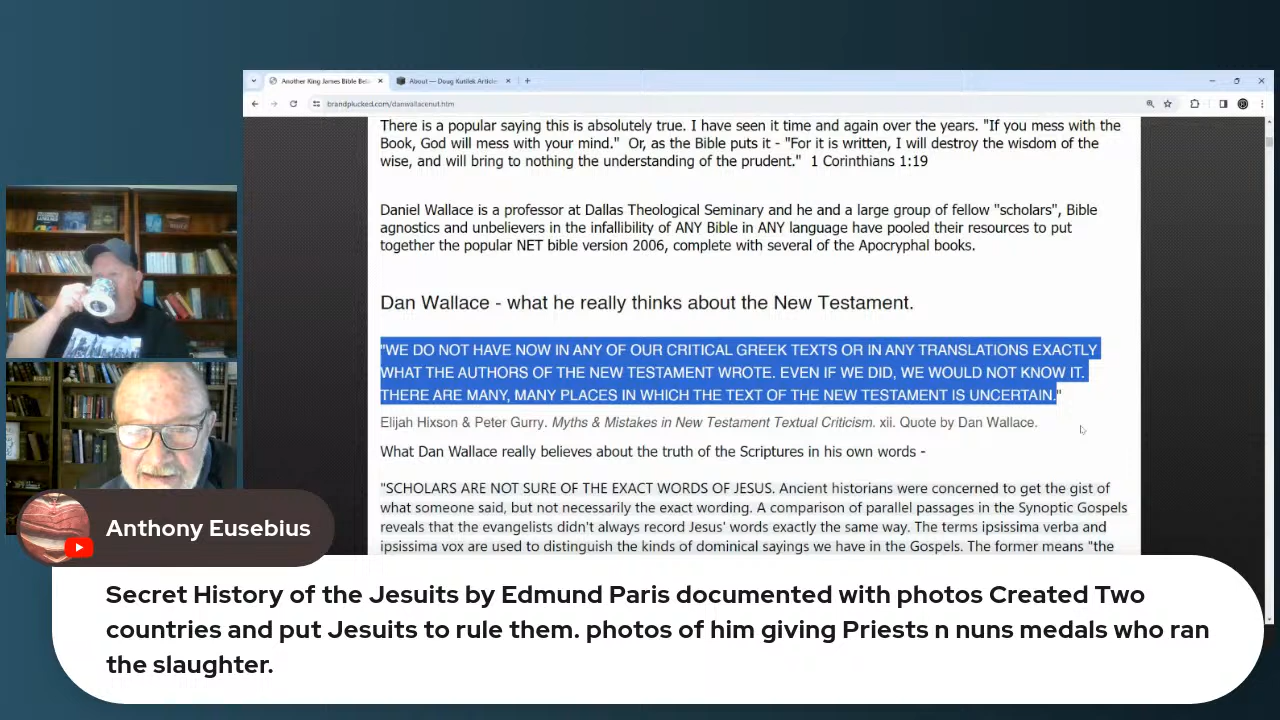 Another King James Bible Beli
About — Doug Kutilek Article
brandplucked.com/danwallacenut.htm
There is a popular saying this is absolutely true. I have seen it time and again over the years. "If you mess with the
Book, God will mess with your mind." Or, as the Bible puts it - "For it is written, I will destroy the wisdom of the
wise, and will bring to nothing the understanding of the prudent." 1 Corinthians 1:19
Daniel Wallace is a professor at Dallas Theological Seminary and he and a large group of fellow "scholars", Bible
agnostics and unbelievers in the infallibility of ANY Bible in ANY language have pooled their resources to put
together the popular NET bible version 2006, complete with several of the Apocryphal books.
Dan Wallace - what he really thinks about the New Testament.
"WE DO NOT HAVE NOW IN ANY OF OUR CRITICAL GREEK TEXTS OR IN ANY TRANSLATIONS EXACTLY
WHAT THE AUTHORS OF THE NEW TESTAMENT WROTE. EVEN IF WE DID, WE WOULD NOT KNOW IT.
THERE ARE MANY, MANY PLACES IN WHICH THE TEXT OF THE NEW TESTAMENT IS UNCERTAIN."
Elijah Hixson & Peter Gurry. Myths & Mistakes in New Testament Textual Criticism. xii. Quote by Dan Wallace.
What Dan Wallace really believes about the truth of the Scriptures in his own words -
"SCHOLARS ARE NOT SURE OF THE EXACT WORDS OF JESUS. Ancient historians were concerned to get the gist of
what someone said, but not necessarily the exact wording. A comparison of parallel passages in the Synoptic Gospels
reveals that the evangelists didn't always record Jesus' words exactly the same way. The terms ipsissima verba and
ipsissima vox are used to distinguish the kinds of dominical sayings we have in the Gospels. The former means "the
Anthony Eusebius
Secret History of the Jesuits by Edmund Paris documented with photos Created Two
countries and put Jesuits to rule them. photos of him giving Priests n nuns medals who ran
the slaughter.